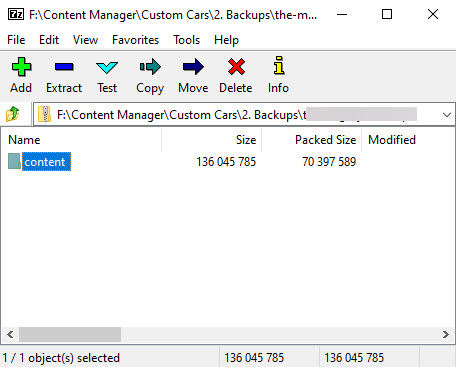 7z F:\Content Manager\Custom Cars\2. Backups\the-m...
File Edit View Favorites Tools Help
Add Extract Test Copy Move Delete Info
F:\Content Manager\Custom Cars\2. Backups\
Name Size Packed Size Modified
content 136 045 785 70 397 589
1 / 1 object(s) selected 136 045 785 136 045 785